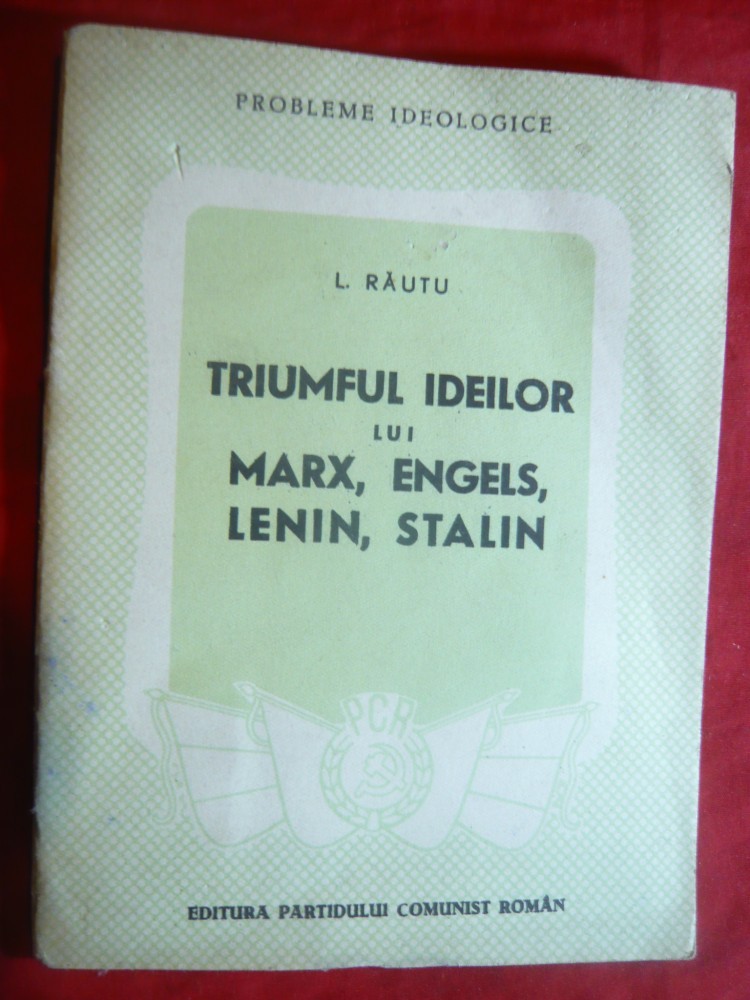 PROBLEME IDEOLOGICE
L. RĂUTU
TRIUMFUL IDEILOR
LUI
MARX, ENGELS,
LENIN, STALIN
PCR
EDITURA PARTIDULUI COMUNIST ROMÂN